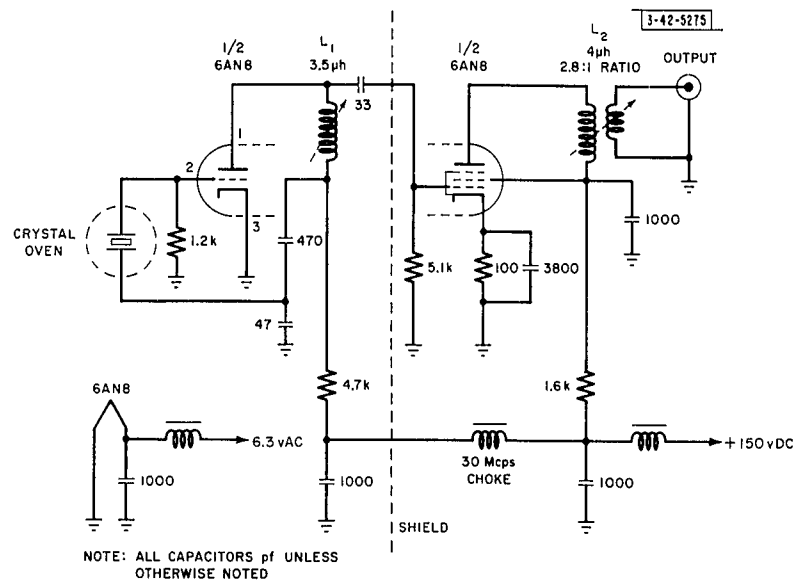 3-42-5275
1/2
6AN8
L1
3.5μh
1/2
6AN8
L2
4μh
2.8:1 RATIO
OUTPUT
33
1
2
3
CRYSTAL
OVEN
1.2k
470
47
5.1k
100
3800
1000
4.7k
1.6k
6AN8
6.3 vAC
1000
1000
30 Mcps
CHOKE
1000
+150 vDC
SHIELD
NOTE: ALL CAPACITORS pf UNLESS
OTHERWISE NOTED